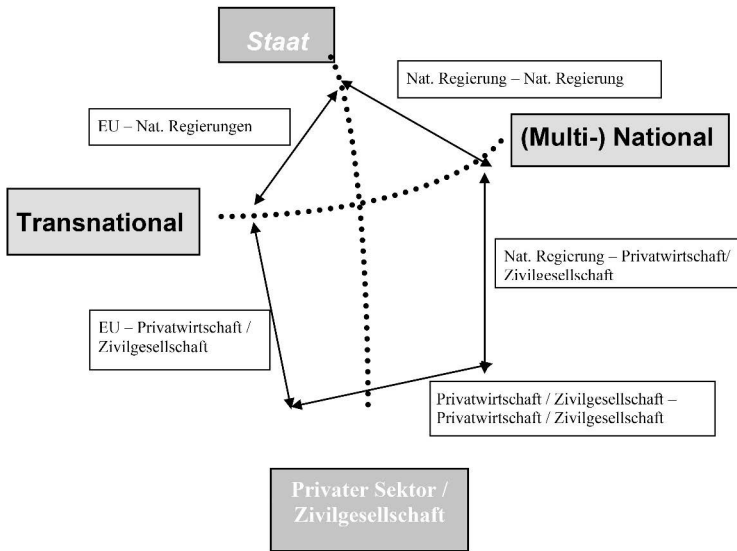 Staat
Nat. Regierung – Nat. Regierung
EU – Nat. Regierungen
(Multi-) National
Transnational
Nat. Regierung – Privatwirtschaft/
Zivilgesellschaft
EU – Privatwirtschaft /
Zivilgesellschaft
Privatwirtschaft / Zivilgesellschaft –
Privatwirtschaft / Zivilgesellschaft
Privater Sektor /
Zivilgesellschaft